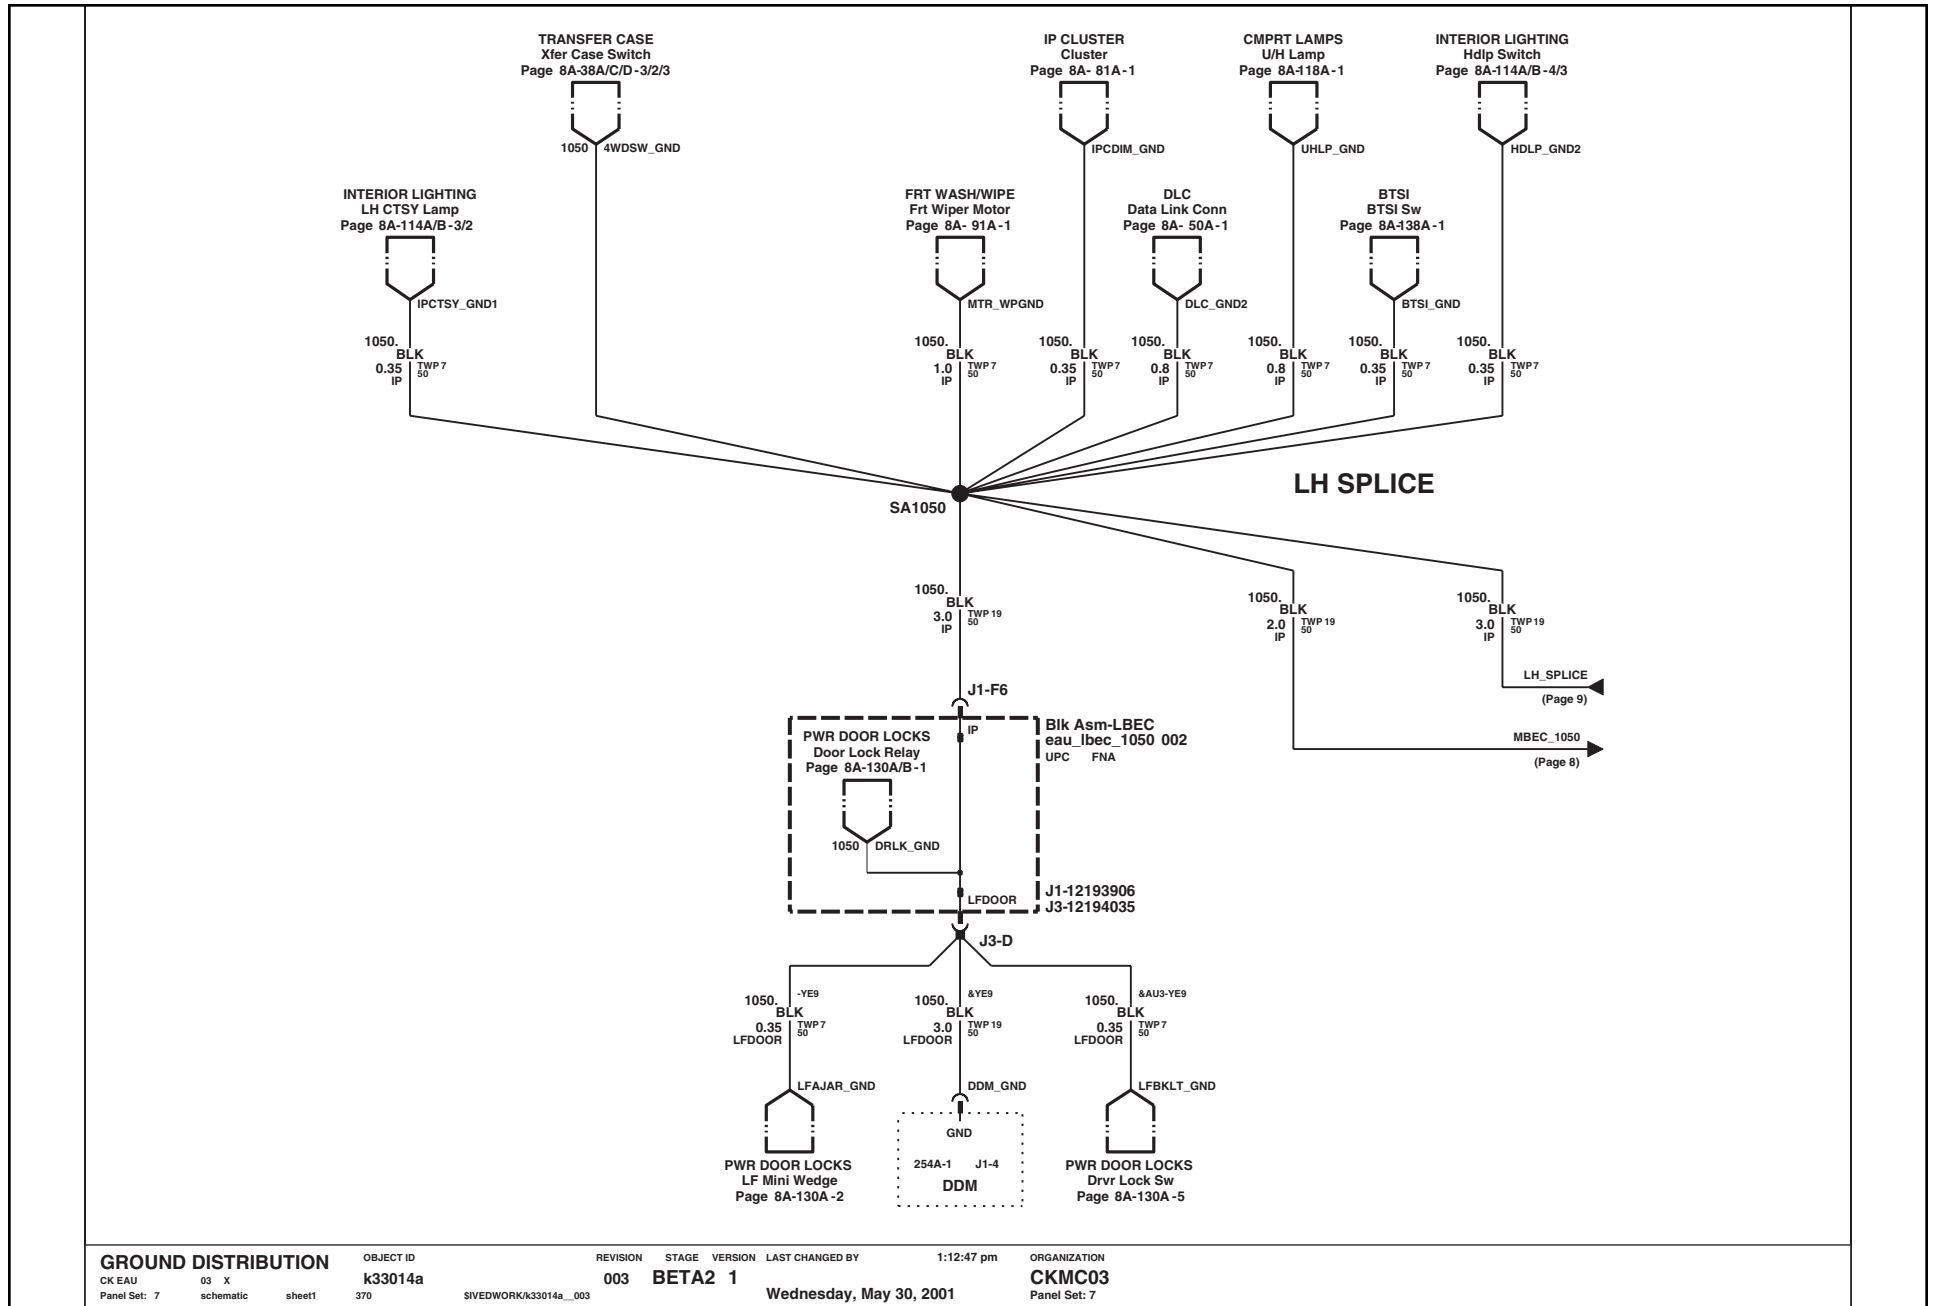 TRANSFER CASE
Xfer Case Switch
Page 8A-38A/C/D-3/2/3
1050 4WDSW_GND
IP CLUSTER
Cluster
Page 8A- 81A-1
IPCDIM_GND
CMPRT LAMPS
U/H Lamp
Page 8A-118A-1
UHLP_GND
INTERIOR LIGHTING
Hdlp Switch
Page 8A-114A/B-4/3
HDLP_GND2
INTERIOR LIGHTING
LH CTSY Lamp
Page 8A-114A/B-3/2
IPCTSY_GND1
FRT WASH/WIPE
Frt Wiper Motor
Page 8A- 91A-1
MTR_WPGND
DLC
Data Link Conn
Page 8A- 50A-1
DLC_GND2
BTSI
BTSI Sw
Page 8A-138A-1
BTSI_GND
1050.
BLK
0.35 TWP 7
IP 50
1050.
BLK
1.0 TWP 7
IP 50
1050.
BLK
0.35 TWP 7
IP 50
1050.
BLK
0.8 TWP 7
IP 50
1050.
BLK
0.8 TWP 7
IP 50
1050.
BLK
0.35 TWP 7
IP 50
1050.
BLK
0.35 TWP 7
IP 50
LH SPLICE
SA1050
1050.
BLK
3.0 TWP 19
IP 50
1050.
BLK
2.0 TWP 19
IP 50
1050.
BLK
3.0 TWP 19
IP 50
LH_SPLICE
(Page 9)
MBEC_1050
(Page 8)
J1-F6
IP
Blk Asm-LBEC
eau_lbec_1050 002
UPC FNA
PWR DOOR LOCKS
Door Lock Relay
Page 8A-130A/B-1
1050 DRLK_GND
LFDOOR
J1-12193906
J3-12194035
J3-D
-YE9
1050.
BLK
0.35 TWP 7
LFDOOR 50
&YE9
1050.
BLK
3.0 TWP 19
LFDOOR 50
&AU3-YE9
1050.
BLK
0.35 TWP 7
LFDOOR 50
LFAJAR_GND
DDM_GND
LFBKLT_GND
GND
254A-1 J1-4
DDM
PWR DOOR LOCKS
LF Mini Wedge
Page 8A-130A-2
PWR DOOR LOCKS
Drvr Lock Sw
Page 8A-130A-5
GROUND DISTRIBUTION
CK EAU 03 X
Panel Set: 7 schematic sheet1 370
OBJECT ID
k33014a
$IVEDWORK/k33014a__003
REVISION STAGE VERSION LAST CHANGED BY 1:12:47 pm
003 BETA2 1
Wednesday, May 30, 2001
ORGANIZATION
CKMC03
Panel Set: 7